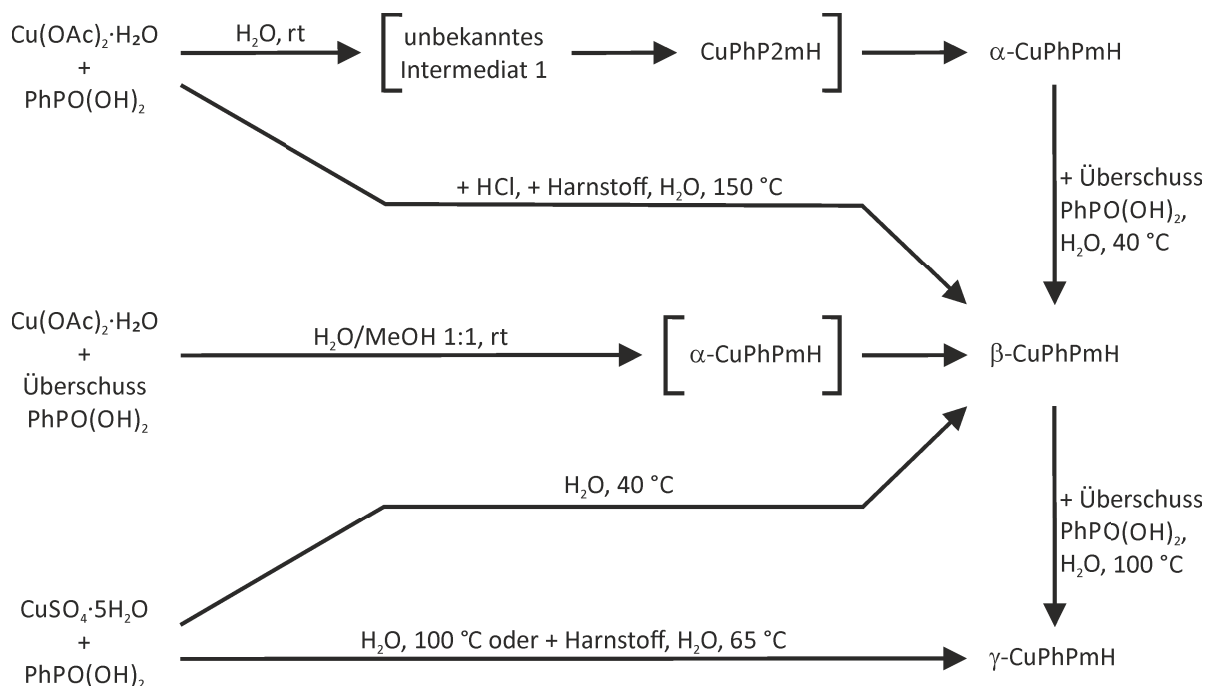 Cu(OAc)₂·H₂O
+
PhPO(OH)₂
H₂O, rt
unbekanntes
Intermediat 1
CuPhP2mH
α-CuPhPmH
+ HCl, + Harnstoff, H₂O, 150 °C
+ Überschuss
PhPO(OH)₂,
H₂O, 40 °C
Cu(OAc)₂·H₂O
+
Überschuss
PhPO(OH)₂
H₂O/MeOH 1:1, rt
α-CuPhPmH
β-CuPhPmH
H₂O, 40 °C
+ Überschuss
PhPO(OH)₂,
H₂O, 100 °C
CuSO₄·5H₂O
+
PhPO(OH)₂
H₂O, 100 °C oder + Harnstoff, H₂O, 65 °C
γ-CuPhPmH